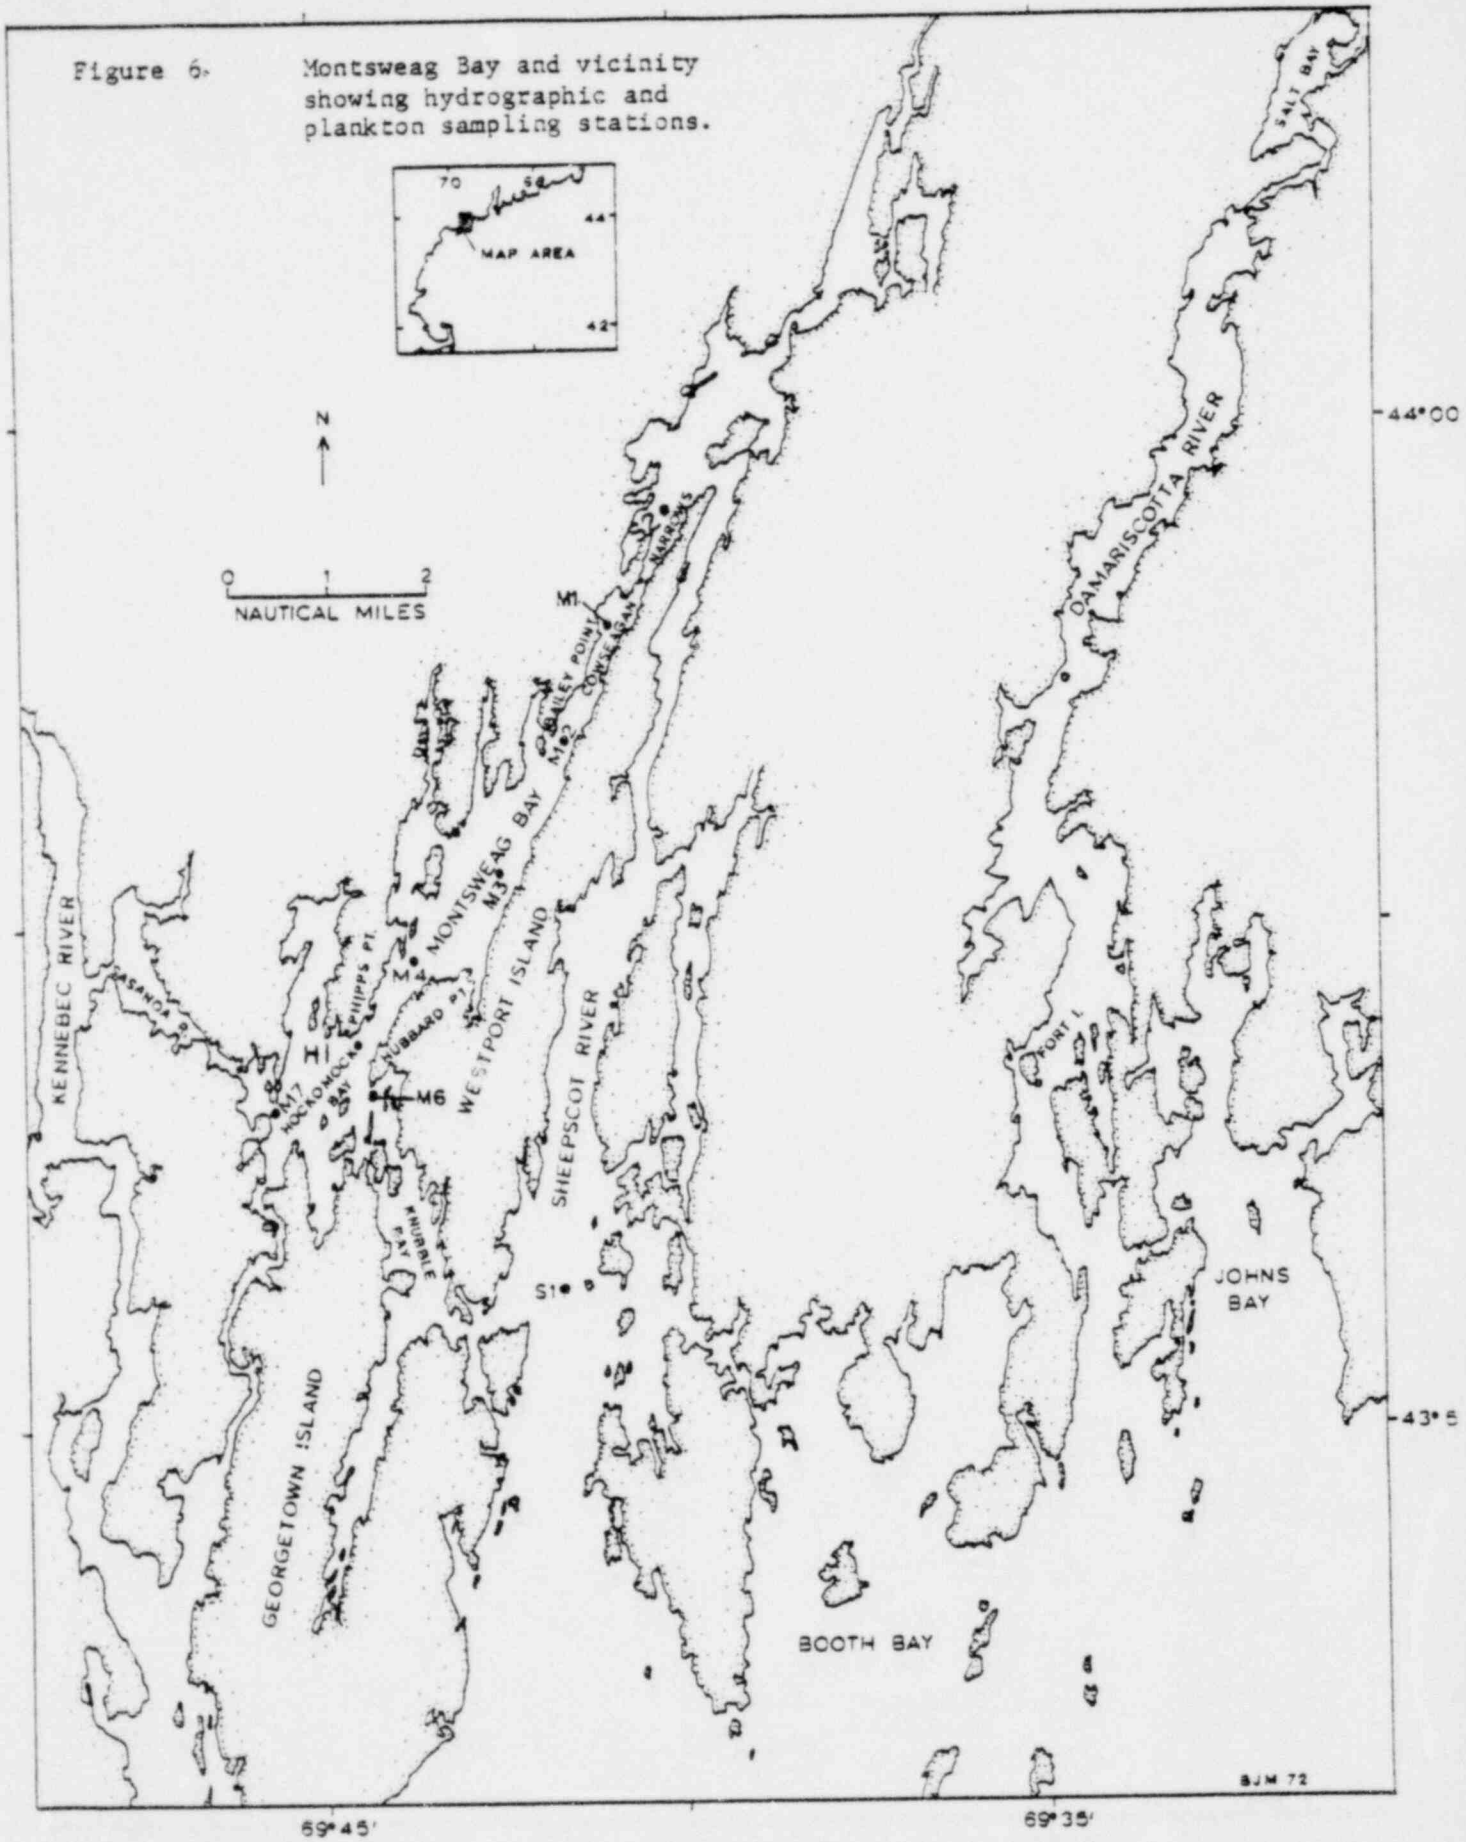 Figure 6. Montsweag Bay and vicinity
showing hydrographic and
plankton sampling stations.
70
44
MAP AREA
42
SALT BAY
N
44°00
0 1 2
NAUTICAL MILES
DAMARISCOTTA RIVER
NARROWS
COWSEAGAN
M1
BAILEY POINT
M2
MONTSWEAG BAY
M3
M4
WESTPORT ISLAND
SHEEPSCOT RIVER
KENNEBEC RIVER
SASANOA R.
PHIPPS PT.
HUBBARD
HOCKOMOCK
BAY
M7
M6
FORT I.
KNUBBLE
BAY
S1
JOHNS
BAY
43°5
GEORGETOWN ISLAND
BOOTH BAY
BJM 72
69°45'
69°35'